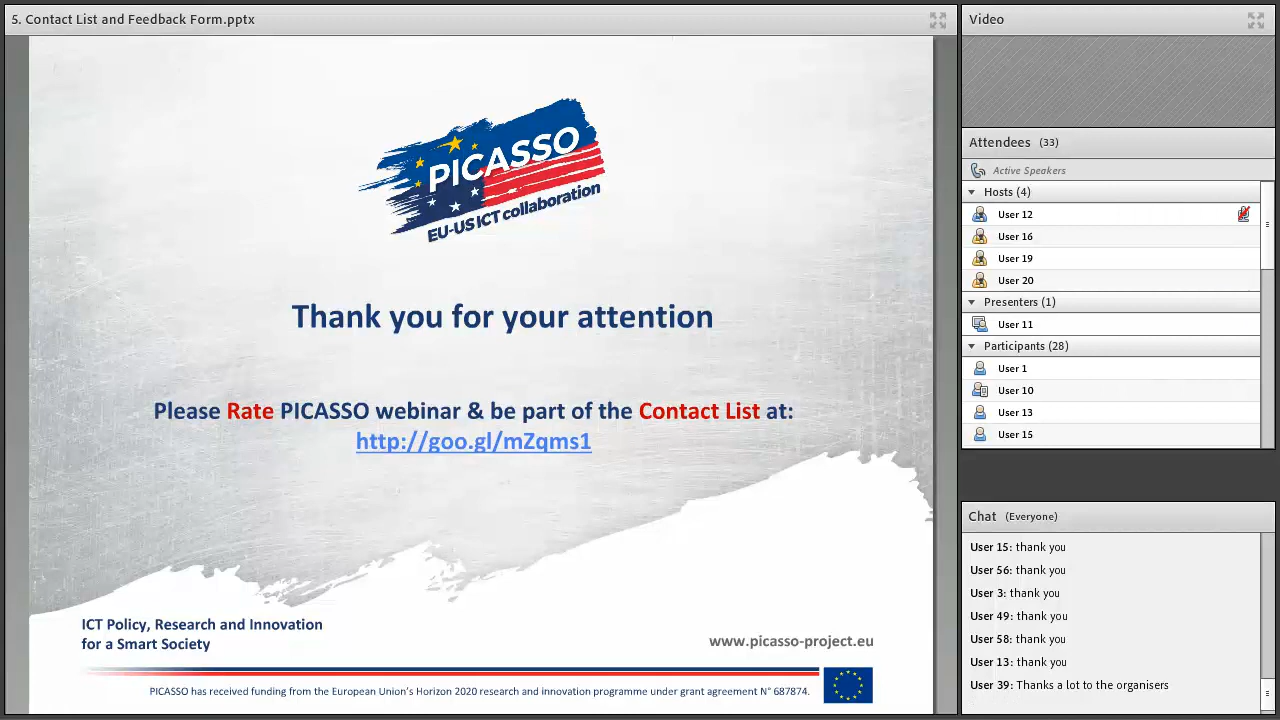 5. Contact List and Feedback Form.pptx
PICASSO
EU-US ICT collaboration
Thank you for your attention
Please Rate PICASSO webinar & be part of the Contact List at:
http://goo.gl/mZqms1
ICT Policy, Research and Innovation
for a Smart Society
www.picasso-project.eu
PICASSO has received funding from the European Union's Horizon 2020 research and innovation programme under grant agreement N° 687874.
Video
Attendees (33)
Active Speakers
Hosts (4)
User 12
User 16
User 19
User 20
Presenters (1)
User 11
Participants (28)
User 1
User 10
User 13
User 15
Chat (Everyone)
User 15: thank you
User 56: thank you
User 3: thank you
User 49: thank you
User 58: thank you
User 13: thank you
User 39: Thanks a lot to the organisers